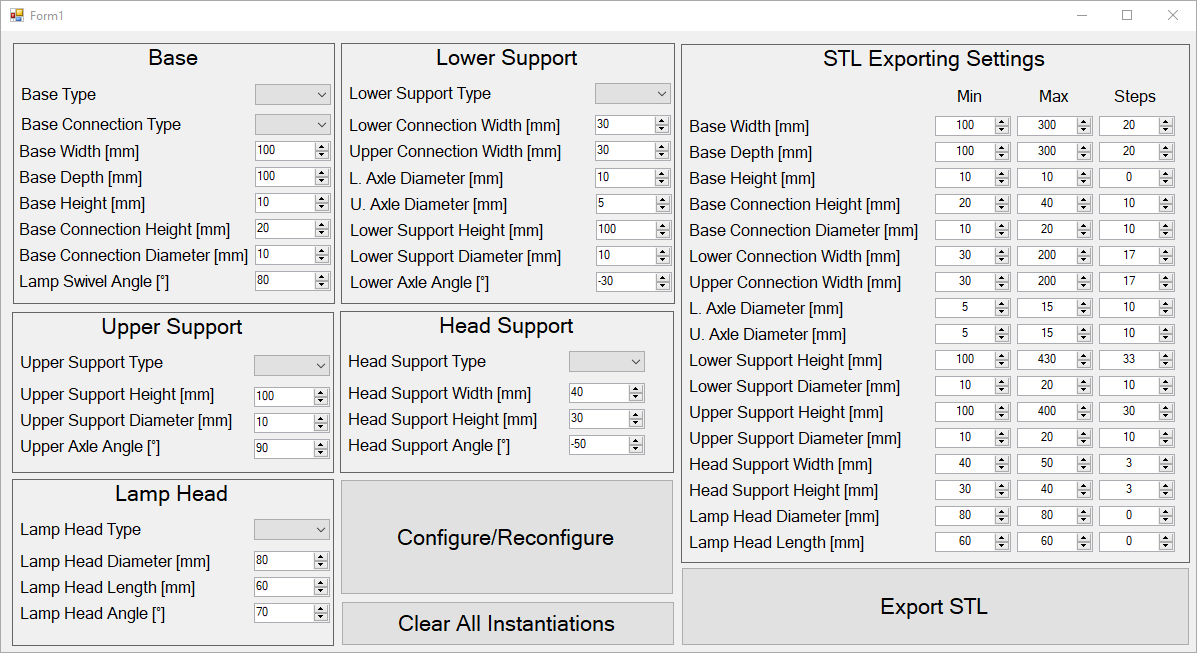 Form1
Base
Base Type
Base Connection Type
Base Width [mm] 100
Base Depth [mm] 100
Base Height [mm] 10
Base Connection Height [mm] 20
Base Connection Diameter [mm] 10
Lamp Swivel Angle [°] 80
Lower Support
Lower Support Type
Lower Connection Width [mm] 30
Upper Connection Width [mm] 30
L. Axle Diameter [mm] 10
U. Axle Diameter [mm] 5
Lower Support Height [mm] 100
Lower Support Diameter [mm] 10
Lower Axle Angle [°] -30
Upper Support
Upper Support Type
Upper Support Height [mm] 100
Upper Support Diameter [mm] 10
Upper Axle Angle [°] 90
Head Support
Head Support Type
Head Support Width [mm] 40
Head Support Height [mm] 30
Head Support Angle [°] -50
Lamp Head
Lamp Head Type
Lamp Head Diameter [mm] 80
Lamp Head Length [mm] 60
Lamp Head Angle [°] 70
Configure/Reconfigure
Clear All Instantiations
STL Exporting Settings
Min Max Steps
Base Width [mm] 100 300 20
Base Depth [mm] 100 300 20
Base Height [mm] 10 10 0
Base Connection Height [mm] 20 40 10
Base Connection Diameter [mm] 10 20 10
Lower Connection Width [mm] 30 200 17
Upper Connection Width [mm] 30 200 17
L. Axle Diameter [mm] 5 15 10
U. Axle Diameter [mm] 5 15 10
Lower Support Height [mm] 100 430 33
Lower Support Diameter [mm] 10 20 10
Upper Support Height [mm] 100 400 30
Upper Support Diameter [mm] 10 20 10
Head Support Width [mm] 40 50 3
Head Support Height [mm] 30 40 3
Lamp Head Diameter [mm] 80 80 0
Lamp Head Length [mm] 60 60 0
Export STL